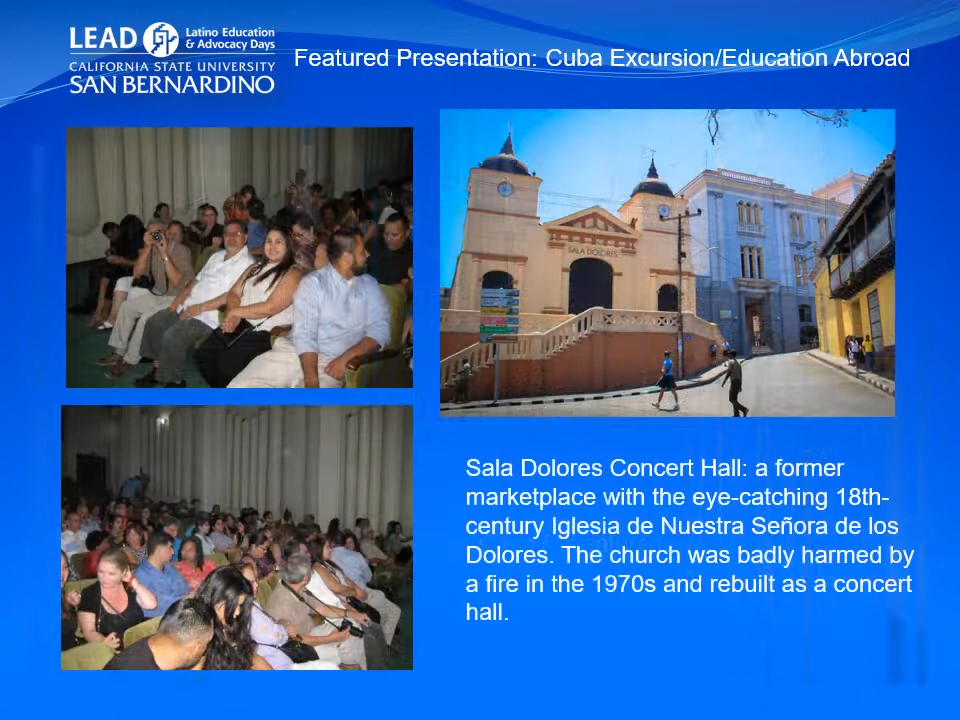 LEAD
Latino Education
& Advocacy Days
CALIFORNIA STATE UNIVERSITY
SAN BERNARDINO
Featured Presentation: Cuba Excursion/Education Abroad
SALA DOLORES
Sala Dolores Concert Hall: a former
marketplace with the eye-catching 18th-
century Iglesia de Nuestra Señora de los
Dolores. The church was badly harmed by
a fire in the 1970s and rebuilt as a concert
hall.